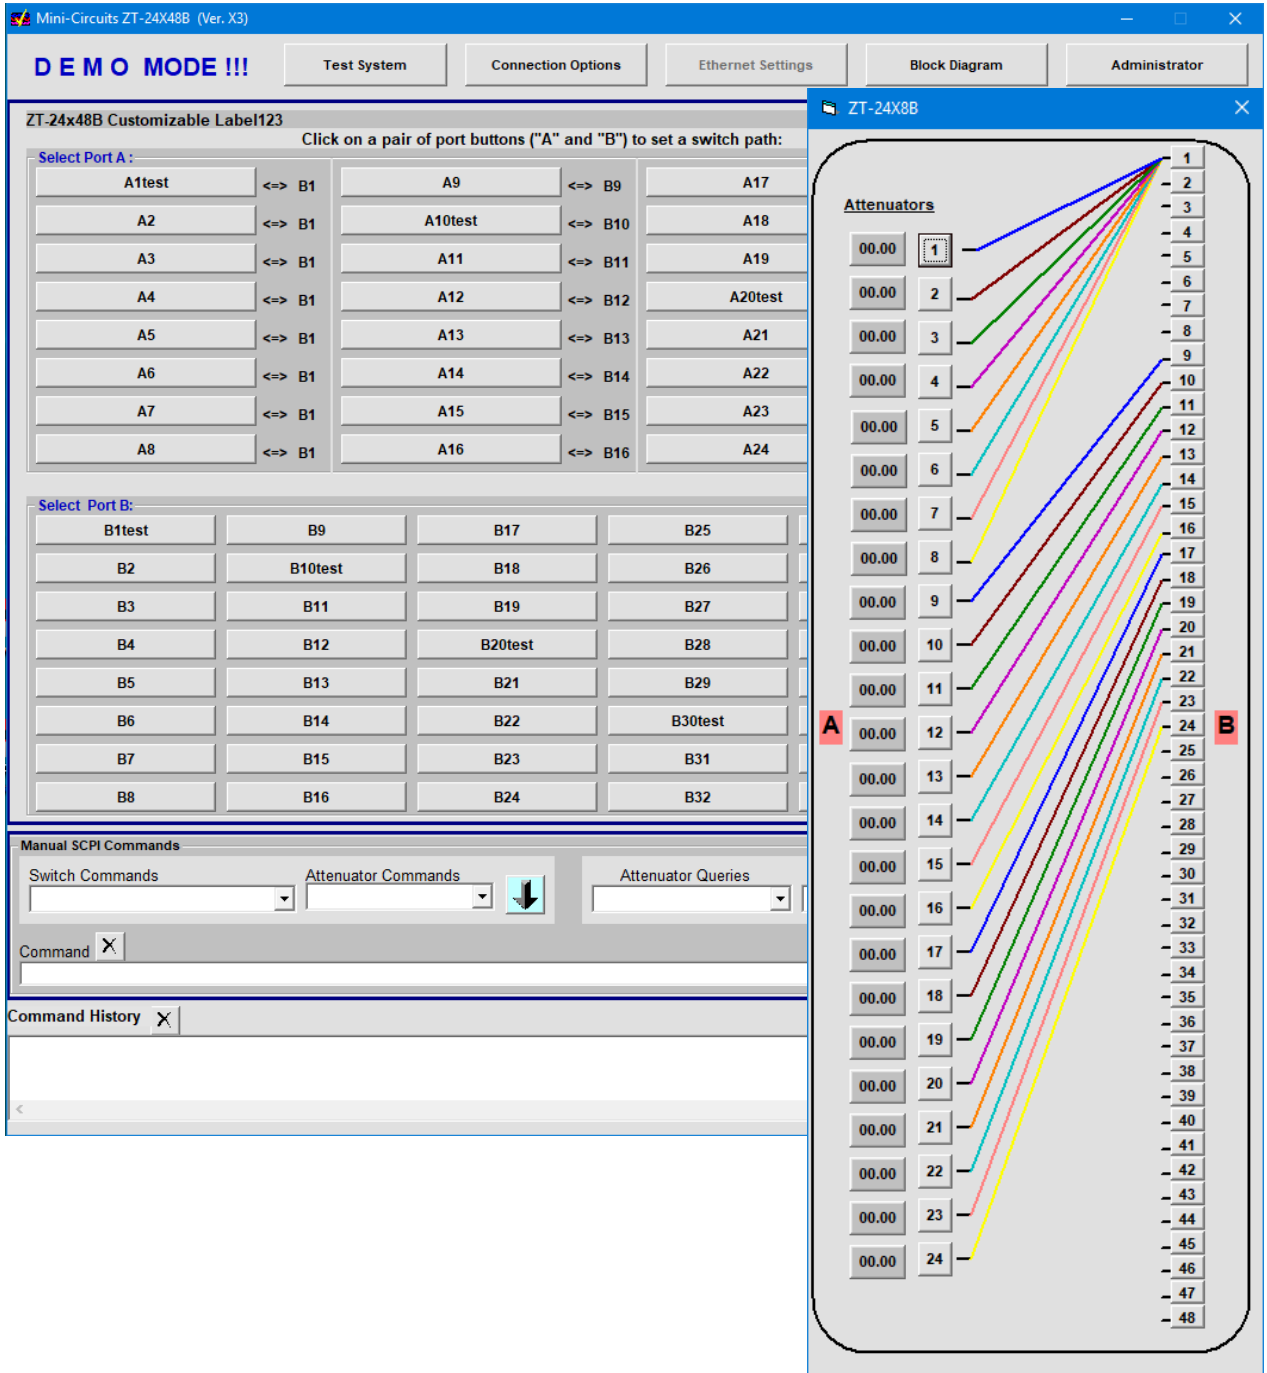 Mini-Circuits ZT-24X48B (Ver. X3)
D E M O MODE !!!
Test System
Connection Options
Ethernet Settings
Block Diagram
Administrator
ZT-24x48B Customizable Label123
Click on a pair of port buttons ("A" and "B") to set a switch path:
Select Port A :
A1test <=> B1 A9 <=> B9 A17
A2 <=> B1 A10test <=> B10 A18
A3 <=> B1 A11 <=> B11 A19
A4 <=> B1 A12 <=> B12 A20test
A5 <=> B1 A13 <=> B13 A21
A6 <=> B1 A14 <=> B14 A22
A7 <=> B1 A15 <=> B15 A23
A8 <=> B1 A16 <=> B16 A24
Select Port B:
B1test B9 B17 B25
B2 B10test B18 B26
B3 B11 B19 B27
B4 B12 B20test B28
B5 B13 B21 B29
B6 B14 B22 B30test
B7 B15 B23 B31
B8 B16 B24 B32
Manual SCPI Commands
Switch Commands
Attenuator Commands
Attenuator Queries
Command
Command History
ZT-24X8B
Attenuators
00.00 1
00.00 2
00.00 3
00.00 4
00.00 5
00.00 6
00.00 7
00.00 8
00.00 9
00.00 10
00.00 11
00.00 12
00.00 13
00.00 14
00.00 15
00.00 16
00.00 17
00.00 18
00.00 19
00.00 20
00.00 21
00.00 22
00.00 23
00.00 24
A
1
2
3
4
5
6
7
8
9
10
11
12
13
14
15
16
17
18
19
20
21
22
23
24
25
26
27
28
29
30
31
32
33
34
35
36
37
38
39
40
41
42
43
44
45
46
47
48
B